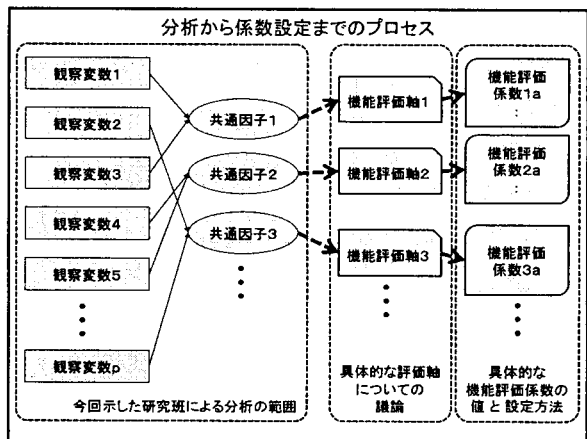 分析から係数設定までのプロセス
観察変数1
観察変数2
観察変数3
観察変数4
観察変数5
観察変数p
共通因子1
共通因子2
共通因子3
今回示した研究班による分析の範囲
機能評価軸1
機能評価軸2
機能評価軸3
具体的な評価軸
についての
議論
機能評価
係数1a
:
機能評価
係数2a
:
機能評価
係数3a
具体的な
機能評価係数の
値と設定方法